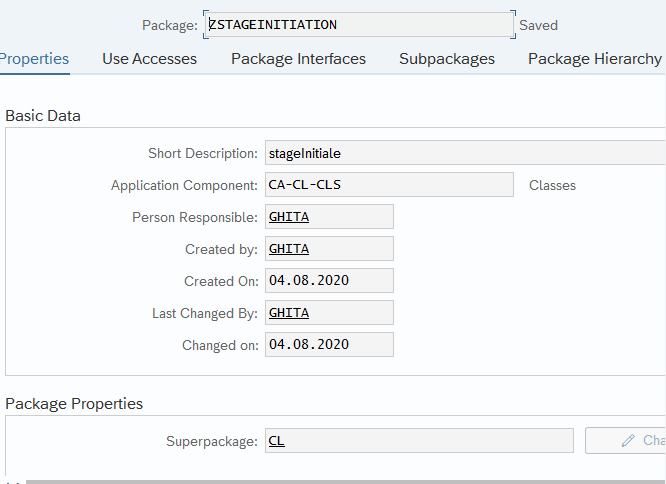 Package: ZSTAGEINITIATION Saved
Properties Use Accesses Package Interfaces Subpackages Package Hierarchy
Basic Data
Short Description: stageInitiale
Application Component: CA-CL-CLS Classes
Person Responsible: GHITA
Created by: GHITA
Created On: 04.08.2020
Last Changed By: GHITA
Changed on: 04.08.2020
Package Properties
Superpackage: CL Cha